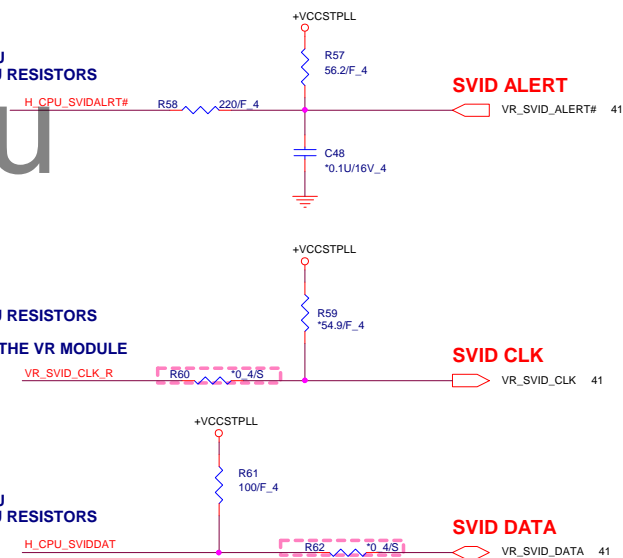 +VCCSTPLL
R57
56.2/F_4
U RESISTORS
SVID ALERT
H_CPU_SVIDALRT#
R58
220/F_4
VR_SVID_ALERT# 41
C48
*0.1U/16V_4
+VCCSTPLL
R59
*54.9/F_4
U RESISTORS
THE VR MODULE
SVID CLK
VR_SVID_CLK_R
R60
*0_4/S
VR_SVID_CLK 41
+VCCSTPLL
R61
100/F_4
U RESISTORS
SVID DATA
H_CPU_SVIDDAT
R62
*0_4/S
VR_SVID_DATA 41